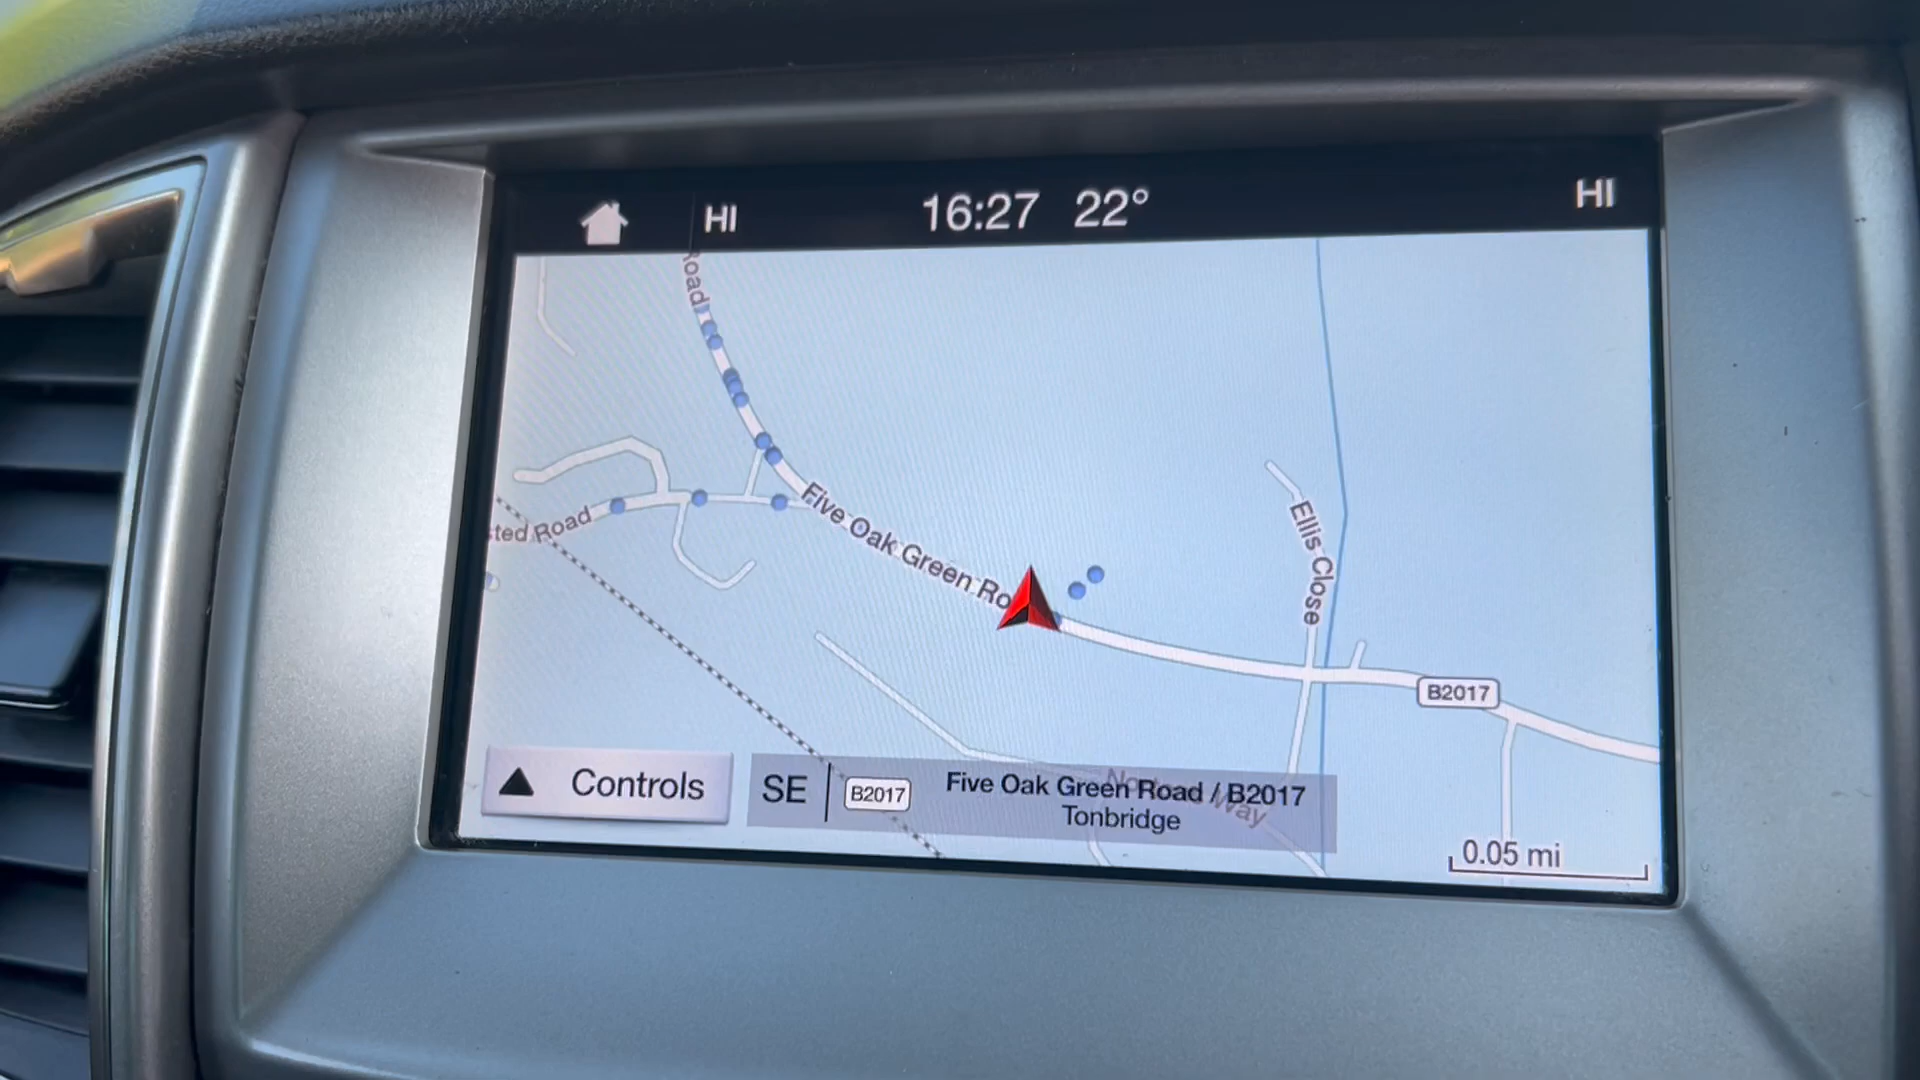 HI 16:27 22° HI
Road
Five Oak Green Ro
ted Road
Ellis Close
B2017
Controls
SE B2017 Five Oak Green Road / B2017
Tonbridge
Way
0.05 mi